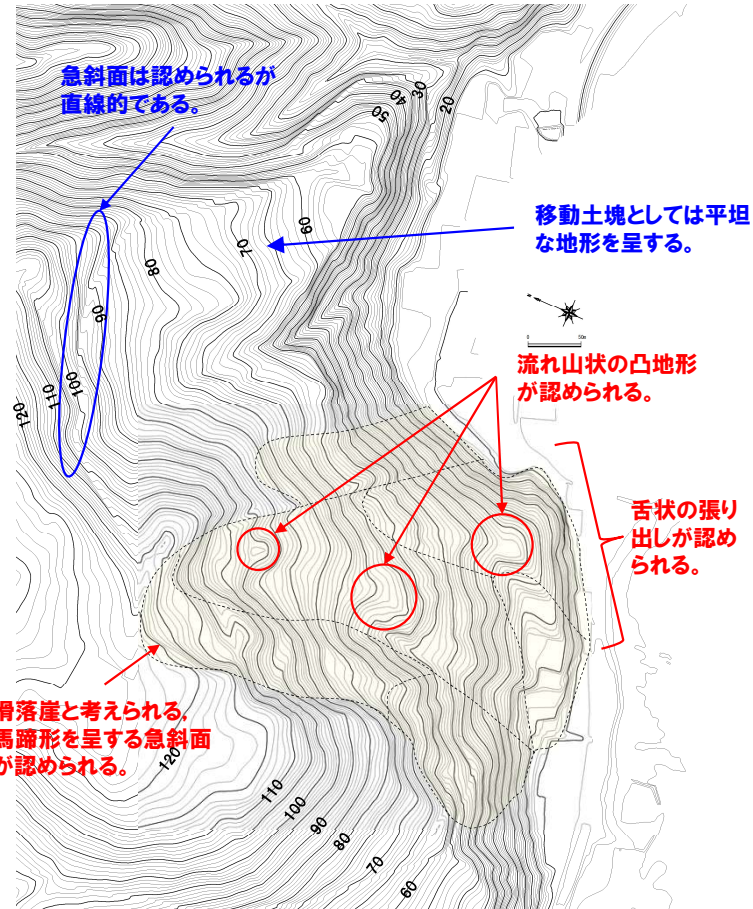 急斜面は認められるが
直線的である。
50
40
30
20
移動土塊としては平坦
な地形を呈する。
60
70
80
90
100
110
120
0 50m
流れ山状の凸地形
が認められる。
舌状の張り
出しが認め
られる。
滑落崖と考えられる,
馬蹄形を呈する急斜面
が認められる。
120
110
100
90
80
70
60